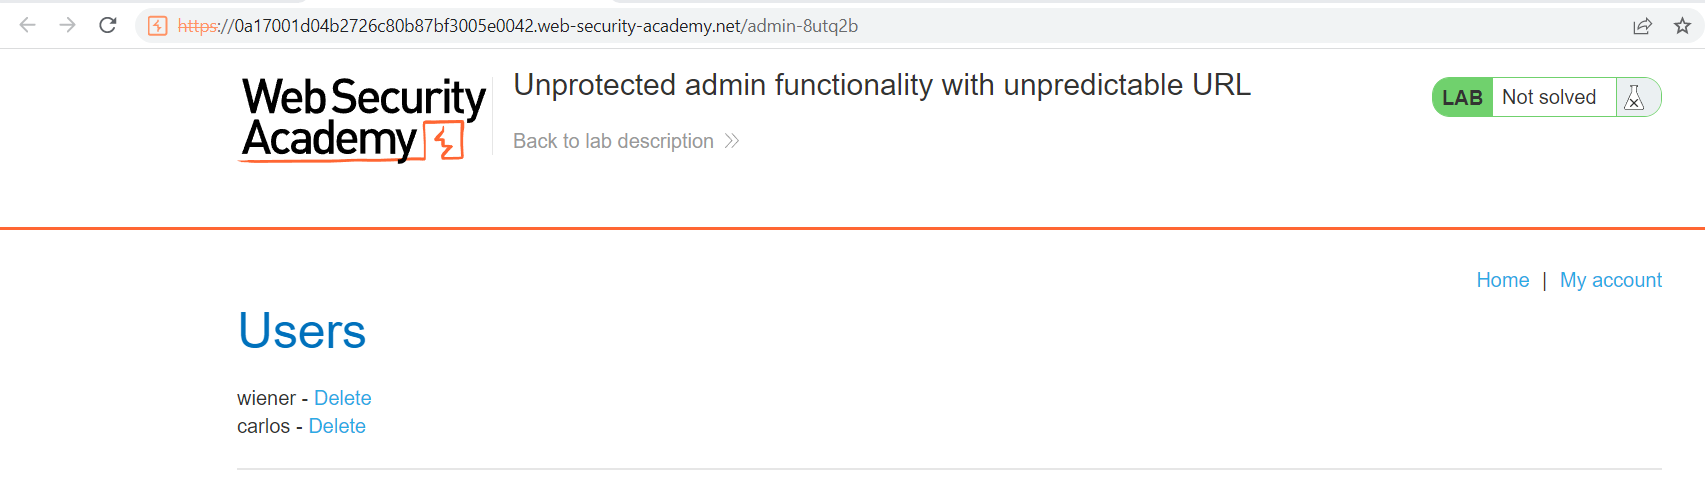 https://0a17001d04b2726c80b87bf3005e0042.web-security-academy.net/admin-8utq2b
Web Security
Academy
Unprotected admin functionality with unpredictable URL
Back to lab description
LAB Not solved
Home | My account
Users
wiener - Delete
carlos - Delete